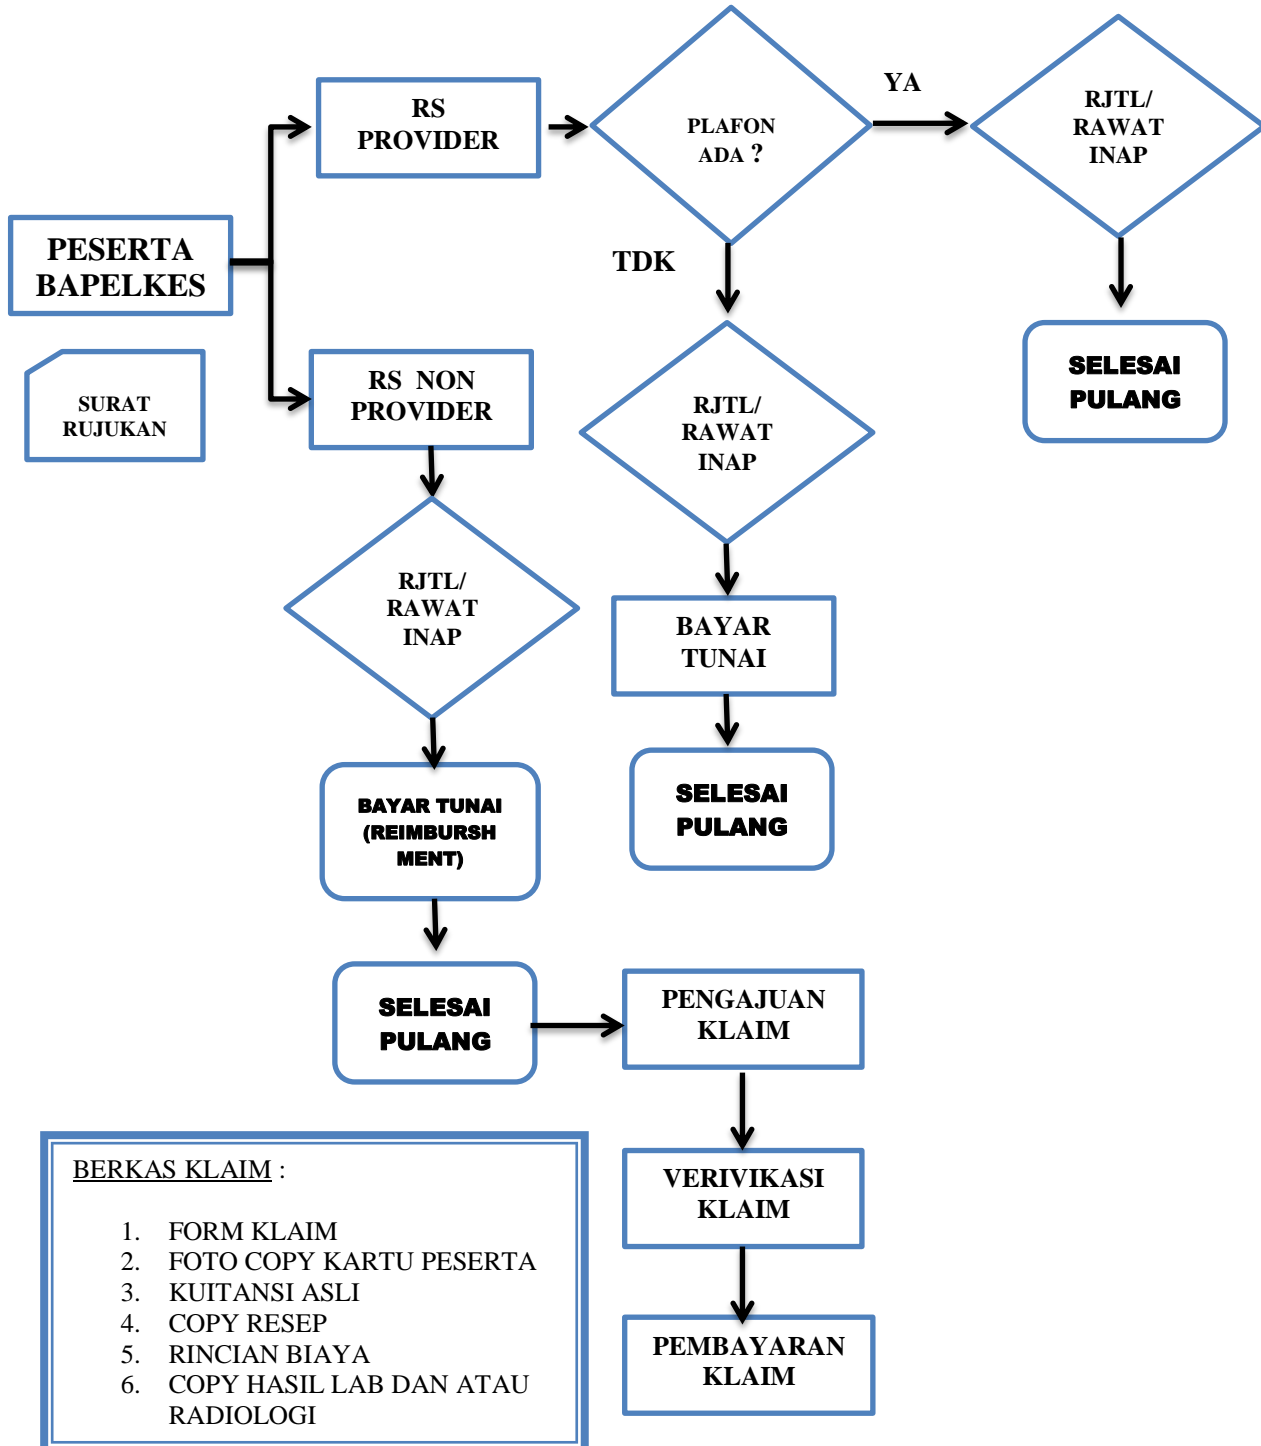 RS
PROVIDER
PLAFON
ADA ?
YA
RJTL/
RAWAT
INAP
PESERTA
BAPELKES
TDK
SELESAI
PULANG
SURAT
RUJUKAN
RS NON
PROVIDER
RJTL/
RAWAT
INAP
RJTL/
RAWAT
INAP
BAYAR
TUNAI
BAYAR TUNAI
(REIMBURSH
MENT)
SELESAI
PULANG
SELESAI
PULANG
PENGAJUAN
KLAIM
VERIVIKASI
KLAIM
PEMBAYARAN
KLAIM
BERKAS KLAIM :
1. FORM KLAIM
2. FOTO COPY KARTU PESERTA
3. KUITANSI ASLI
4. COPY RESEP
5. RINCIAN BIAYA
6. COPY HASIL LAB DAN ATAU
RADIOLOGI